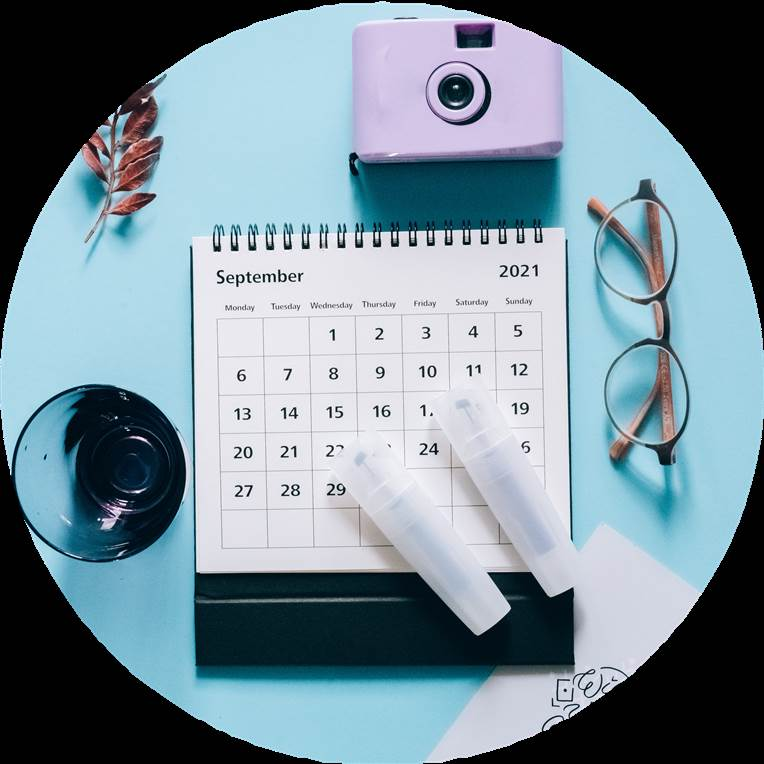 September 2021
Monday Tuesday Wednesday Thursday Friday Saturday Sunday
1 2 3 4 5
6 7 8 9 10 11 12
13 14 15 16 19
20 21 22 24
27 28 29